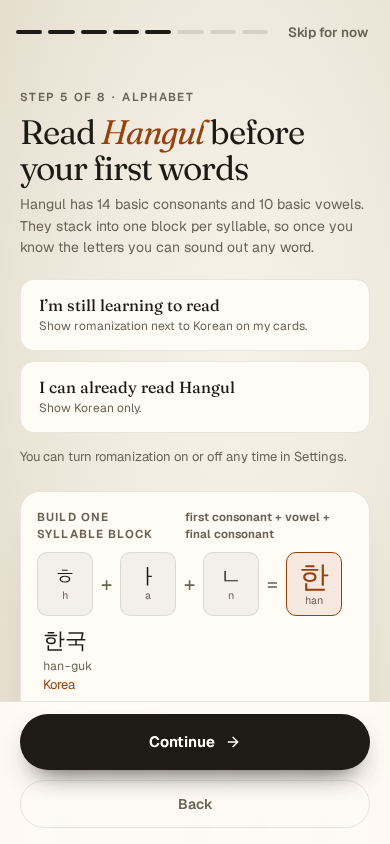 Skip for now
STEP 5 OF 8 · ALPHABET
Read Hangul before
your first words
Hangul has 14 basic consonants and 10 basic vowels.
They stack into one block per syllable, so once you
know the letters you can sound out any word.
I’m still learning to read
Show romanization next to Korean on my cards.
I can already read Hangul
Show Korean only.
You can turn romanization on or off any time in Settings.
BUILD ONE
SYLLABLE BLOCK
first consonant + vowel +
final consonant
ㅎ + ㅏ + ㄴ = 한
h a n han
한국
han-guk
Korea
Continue →
Back